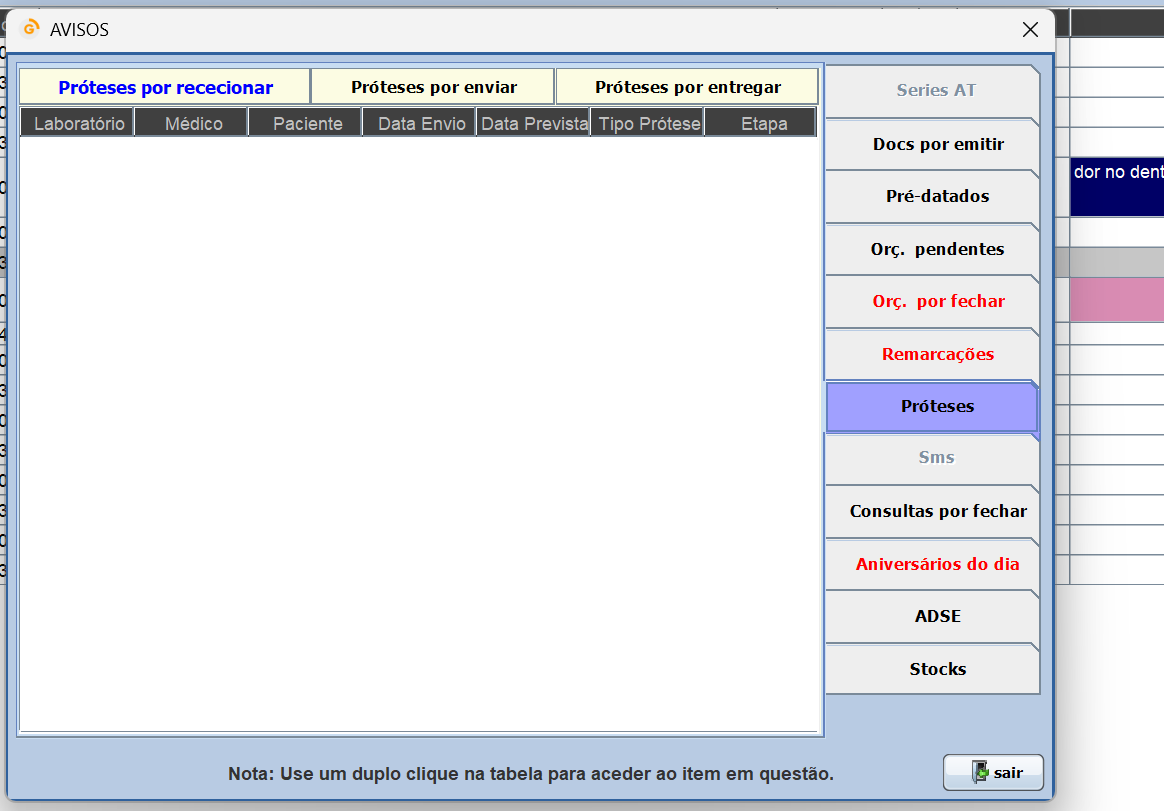 AVISOS
Próteses por rececionar Próteses por enviar Próteses por entregar
Laboratório Médico Paciente Data Envio Data Prevista Tipo Prótese Etapa
Series AT
Docs por emitir
dor no dent
Pré-datados
Orç. pendentes
Orç. por fechar
Remarcações
Próteses
Sms
Consultas por fechar
Aniversários do dia
ADSE
Stocks
Nota: Use um duplo clique na tabela para aceder ao item em questão.
sair